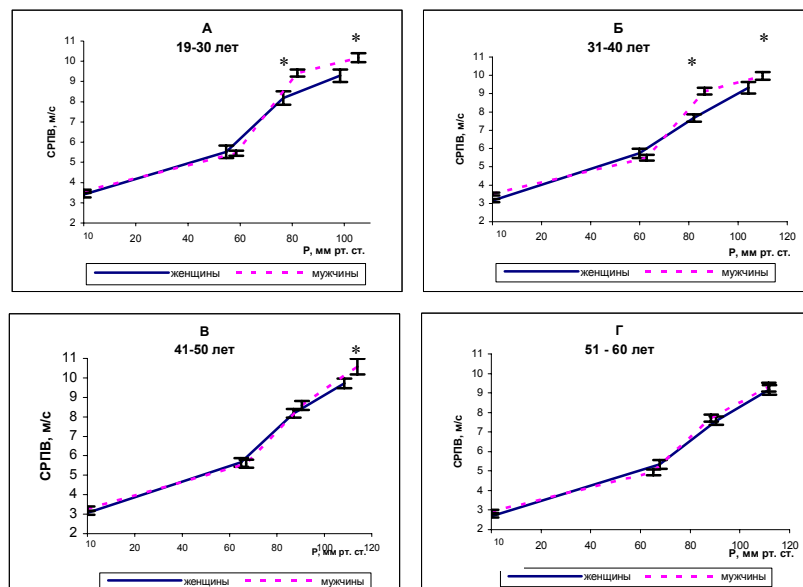 А
19-30 лет
* *
11
10
9
8
7
6
5
4
3
2
СРПВ, м/с
10 20 40 60 80 100
Р, мм рт. ст.
женщины мужчины
Б
31-40 лет
* *
11
10
9
8
7
6
5
4
3
2
СРПВ, м/с
10 20 40 60 80 100 120
Р, мм рт. ст.
женщины мужчины
В
41-50 лет
*
11
10
9
8
7
6
5
4
3
2
СРПВ, м/с
10 20 40 60 80 100 120
Р, мм рт. ст.
женщины мужчины
Г
51 - 60 лет
11
10
9
8
7
6
5
4
3
2
СРПВ, м/с
10 20 40 60 80 100 120
Р, мм рт. ст.
женщины мужчины